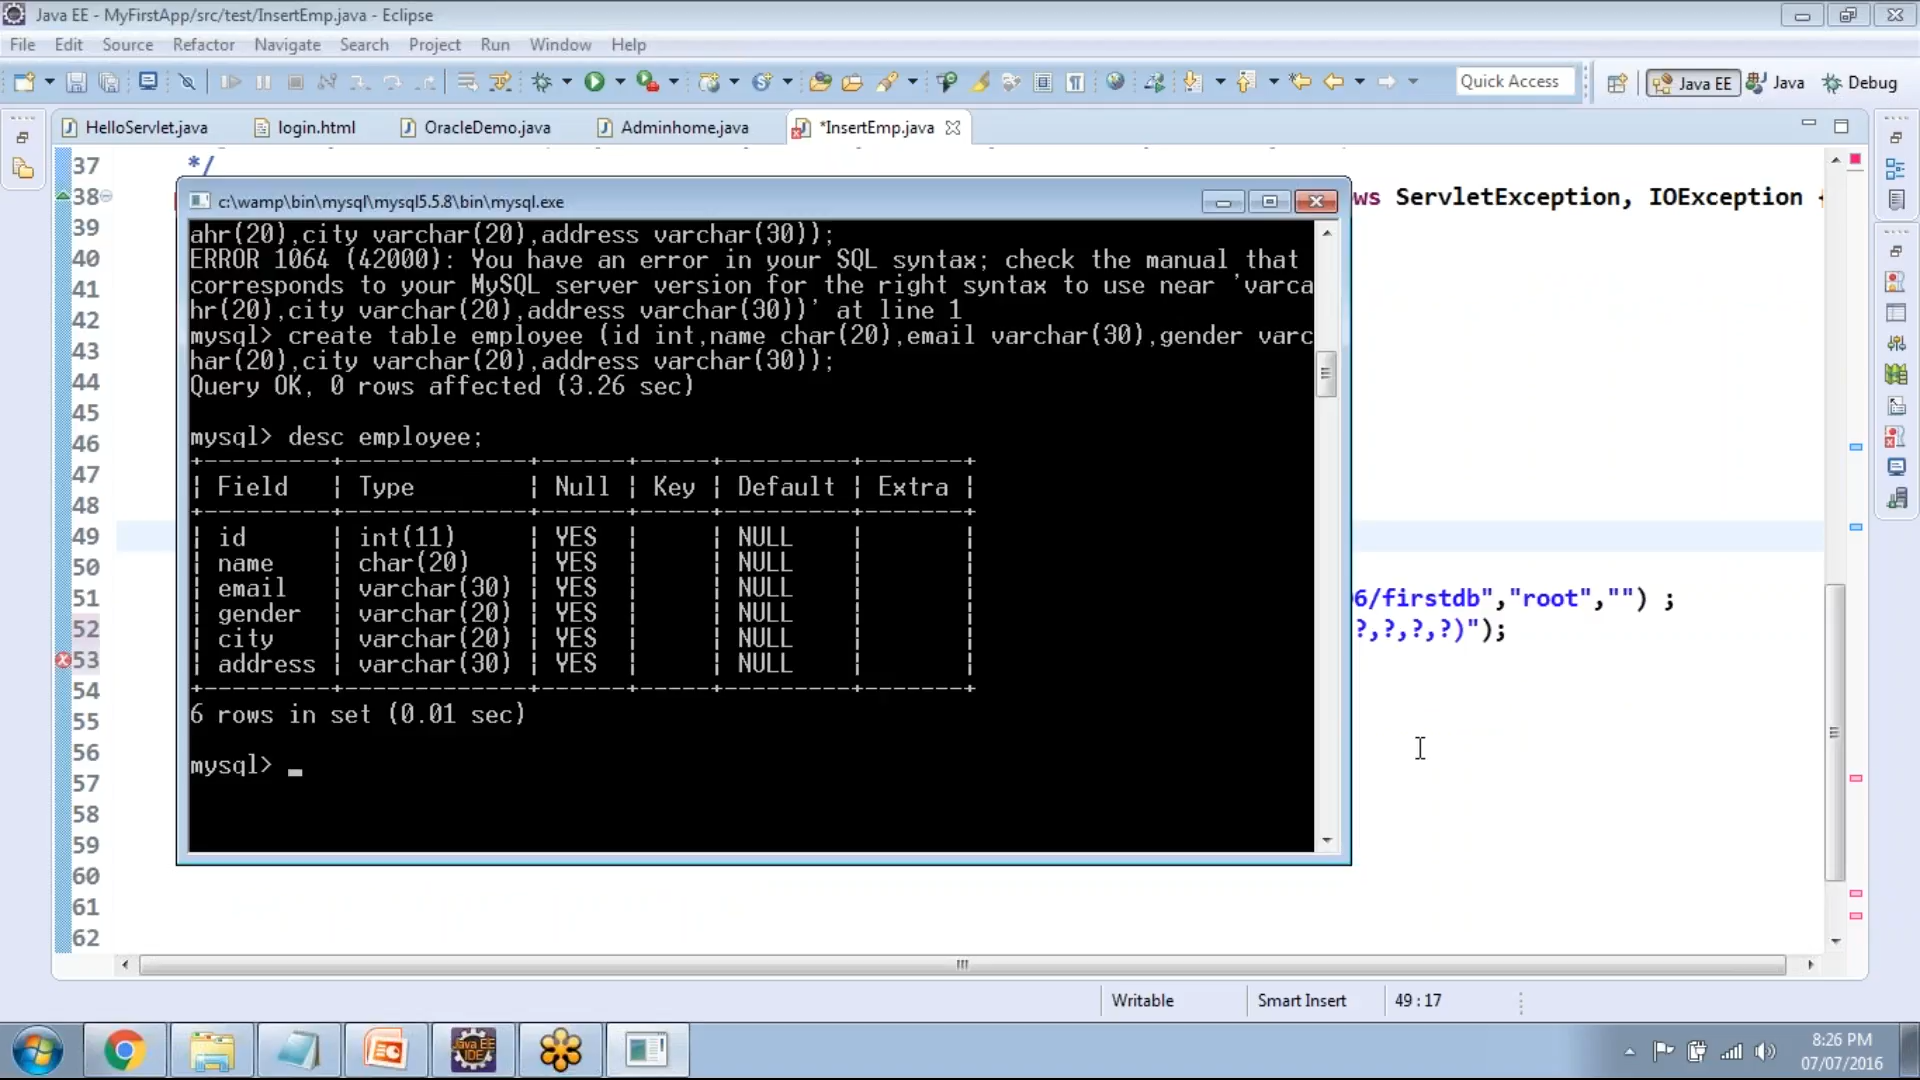 Java EE - MyFirstApp/src/test/InsertEmp.java - Eclipse
File Edit Source Refactor Navigate Search Project Run Window Help
Quick Access Java EE Java Debug
HelloServlet.java login.html OracleDemo.java Adminhome.java *InsertEmp.java
37 */
38 ws ServletException, IOException {
c:\wamp\bin\mysql\mysql5.5.8\bin\mysql.exe
ahr(20),city varchar(20),address varchar(30));
ERROR 1064 (42000): You have an error in your SQL syntax; check the manual that
corresponds to your MySQL server version for the right syntax to use near 'varca
hr(20),city varchar(20),address varchar(30))' at line 1
mysql> create table employee (id int,name char(20),email varchar(30),gender varc
har(20),city varchar(20),address varchar(30));
Query OK, 0 rows affected (3.26 sec)
mysql> desc employee;
+----------+-------------+------+-----+---------+-------+
| Field | Type | Null | Key | Default | Extra |
+----------+-------------+------+-----+---------+-------+
| id | int(11) | YES | | NULL | |
| name | char(20) | YES | | NULL | |
| email | varchar(30) | YES | | NULL | |
| gender | varchar(20) | YES | | NULL | |
| city | varchar(20) | YES | | NULL | |
| address | varchar(30) | YES | | NULL | |
+----------+-------------+------+-----+---------+-------+
6 rows in set (0.01 sec)
mysql> _
39
40
41
42
43
44
45
46
47
48
49
50
51 6/firstdb","root","") ;
52 ?,?,?,?)");
53
54
55
56
57
58
59
60
61
62
Writable Smart Insert 49 : 17
Java EE
IDE
8:26 PM
07/07/2016